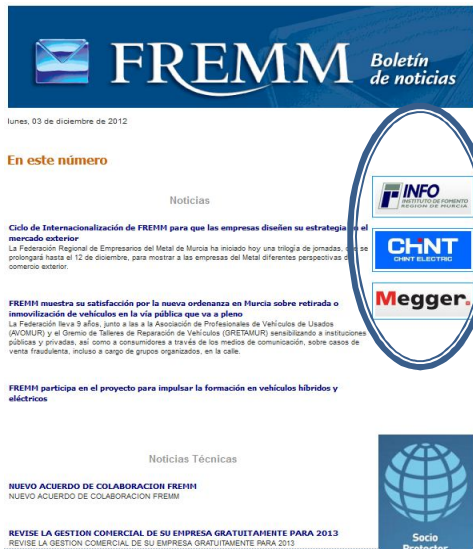 FREMM
Boletín
de noticias
lunes, 03 de diciembre de 2012
En este número
Noticias
Ciclo de Internacionalización de FREMM para que las empresas diseñen su estrategia en el
mercado exterior
La Federación Regional de Empresarios del Metal de Murcia ha iniciado hoy una trilogía de jornadas, que se
prolongará hasta el 12 de diciembre, para mostrar a las empresas del Metal diferentes perspectivas de
comercio exterior.
FREMM muestra su satisfacción por la nueva ordenanza en Murcia sobre retirada o
inmovilización de vehículos en la vía pública que va a pleno
La Federación lleva 9 años, junto a las a la Asociación de Profesionales de Vehículos de Usados
(AVOMUR) y el Gremio de Talleres de Reparación de Vehículos (GRETAMUR) sensibilizando a instituciones
públicas y privadas, así como a consumidores a través de los medios de comunicación, sobre casos de
venta fraudulenta, incluso a cargo de grupos organizados, en la calle.
FREMM participa en el proyecto para impulsar la formación en vehículos híbridos y
eléctricos
Noticias Técnicas
NUEVO ACUERDO DE COLABORACION FREMM
NUEVO ACUERDO DE COLABORACION FREMM
REVISE LA GESTION COMERCIAL DE SU EMPRESA GRATUITAMENTE PARA 2013
REVISE LA GESTION COMERCIAL DE SU EMPRESA GRATUITAMENTE PARA 2013
INFO
INSTITUTO DE FOMENTO
REGIÓN DE MURCIA
CHNT
CHINT ELECTRIC
Megger.
Socio
Protector